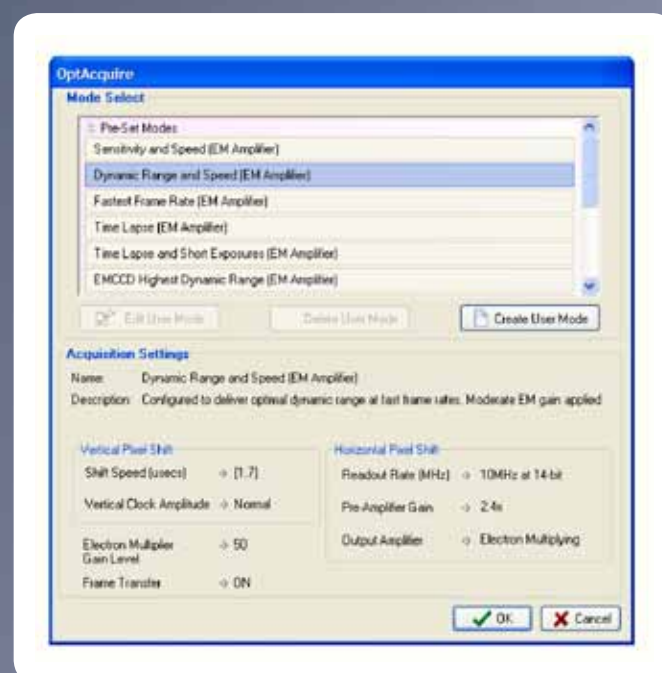 OptAcquire
Mode Select
Pre-Set Modes
Sensitivity and Speed (EM Amplifier)
Dynamic Range and Speed (EM Amplifier)
Fastest Frame Rate (EM Amplifier)
Time Lapse (EM Amplifier)
Time Lapse and Short Exposures (EM Amplifier)
EMCCD Highest Dynamic Range (EM Amplifier)
Edit User Mode Delete User Mode Create User Mode
Acquisition Settings
Name: Dynamic Range and Speed (EM Amplifier)
Description: Configured to deliver optimal dynamic range at fast frame rates. Moderate EM gain applied
Vertical Pixel Shift
Shift Speed (usecs) -> [1.7]
Vertical Clock Amplitude -> Normal
Electron Multiplier Gain Level -> 50
Frame Transfer -> ON
Horizontal Pixel Shift
Readout Rate (MHz) -> 10MHz at 14-bit
Pre-Amplifier Gain -> 2.4x
Output Amplifier -> Electron Multiplying
OK Cancel